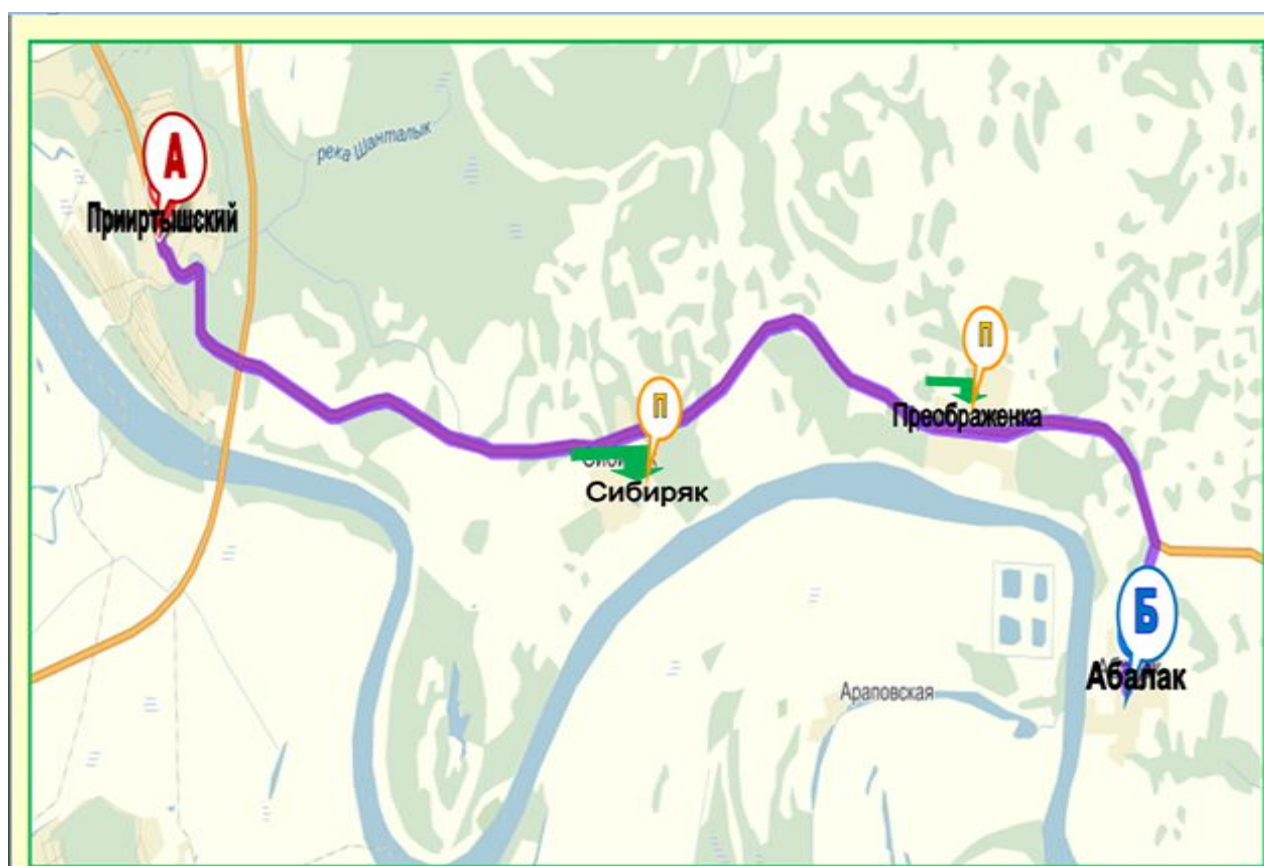 А
река Шанталык
Прииртышский
П
П
Преображенка
Сибиряк
Б
Абалак
Араповская